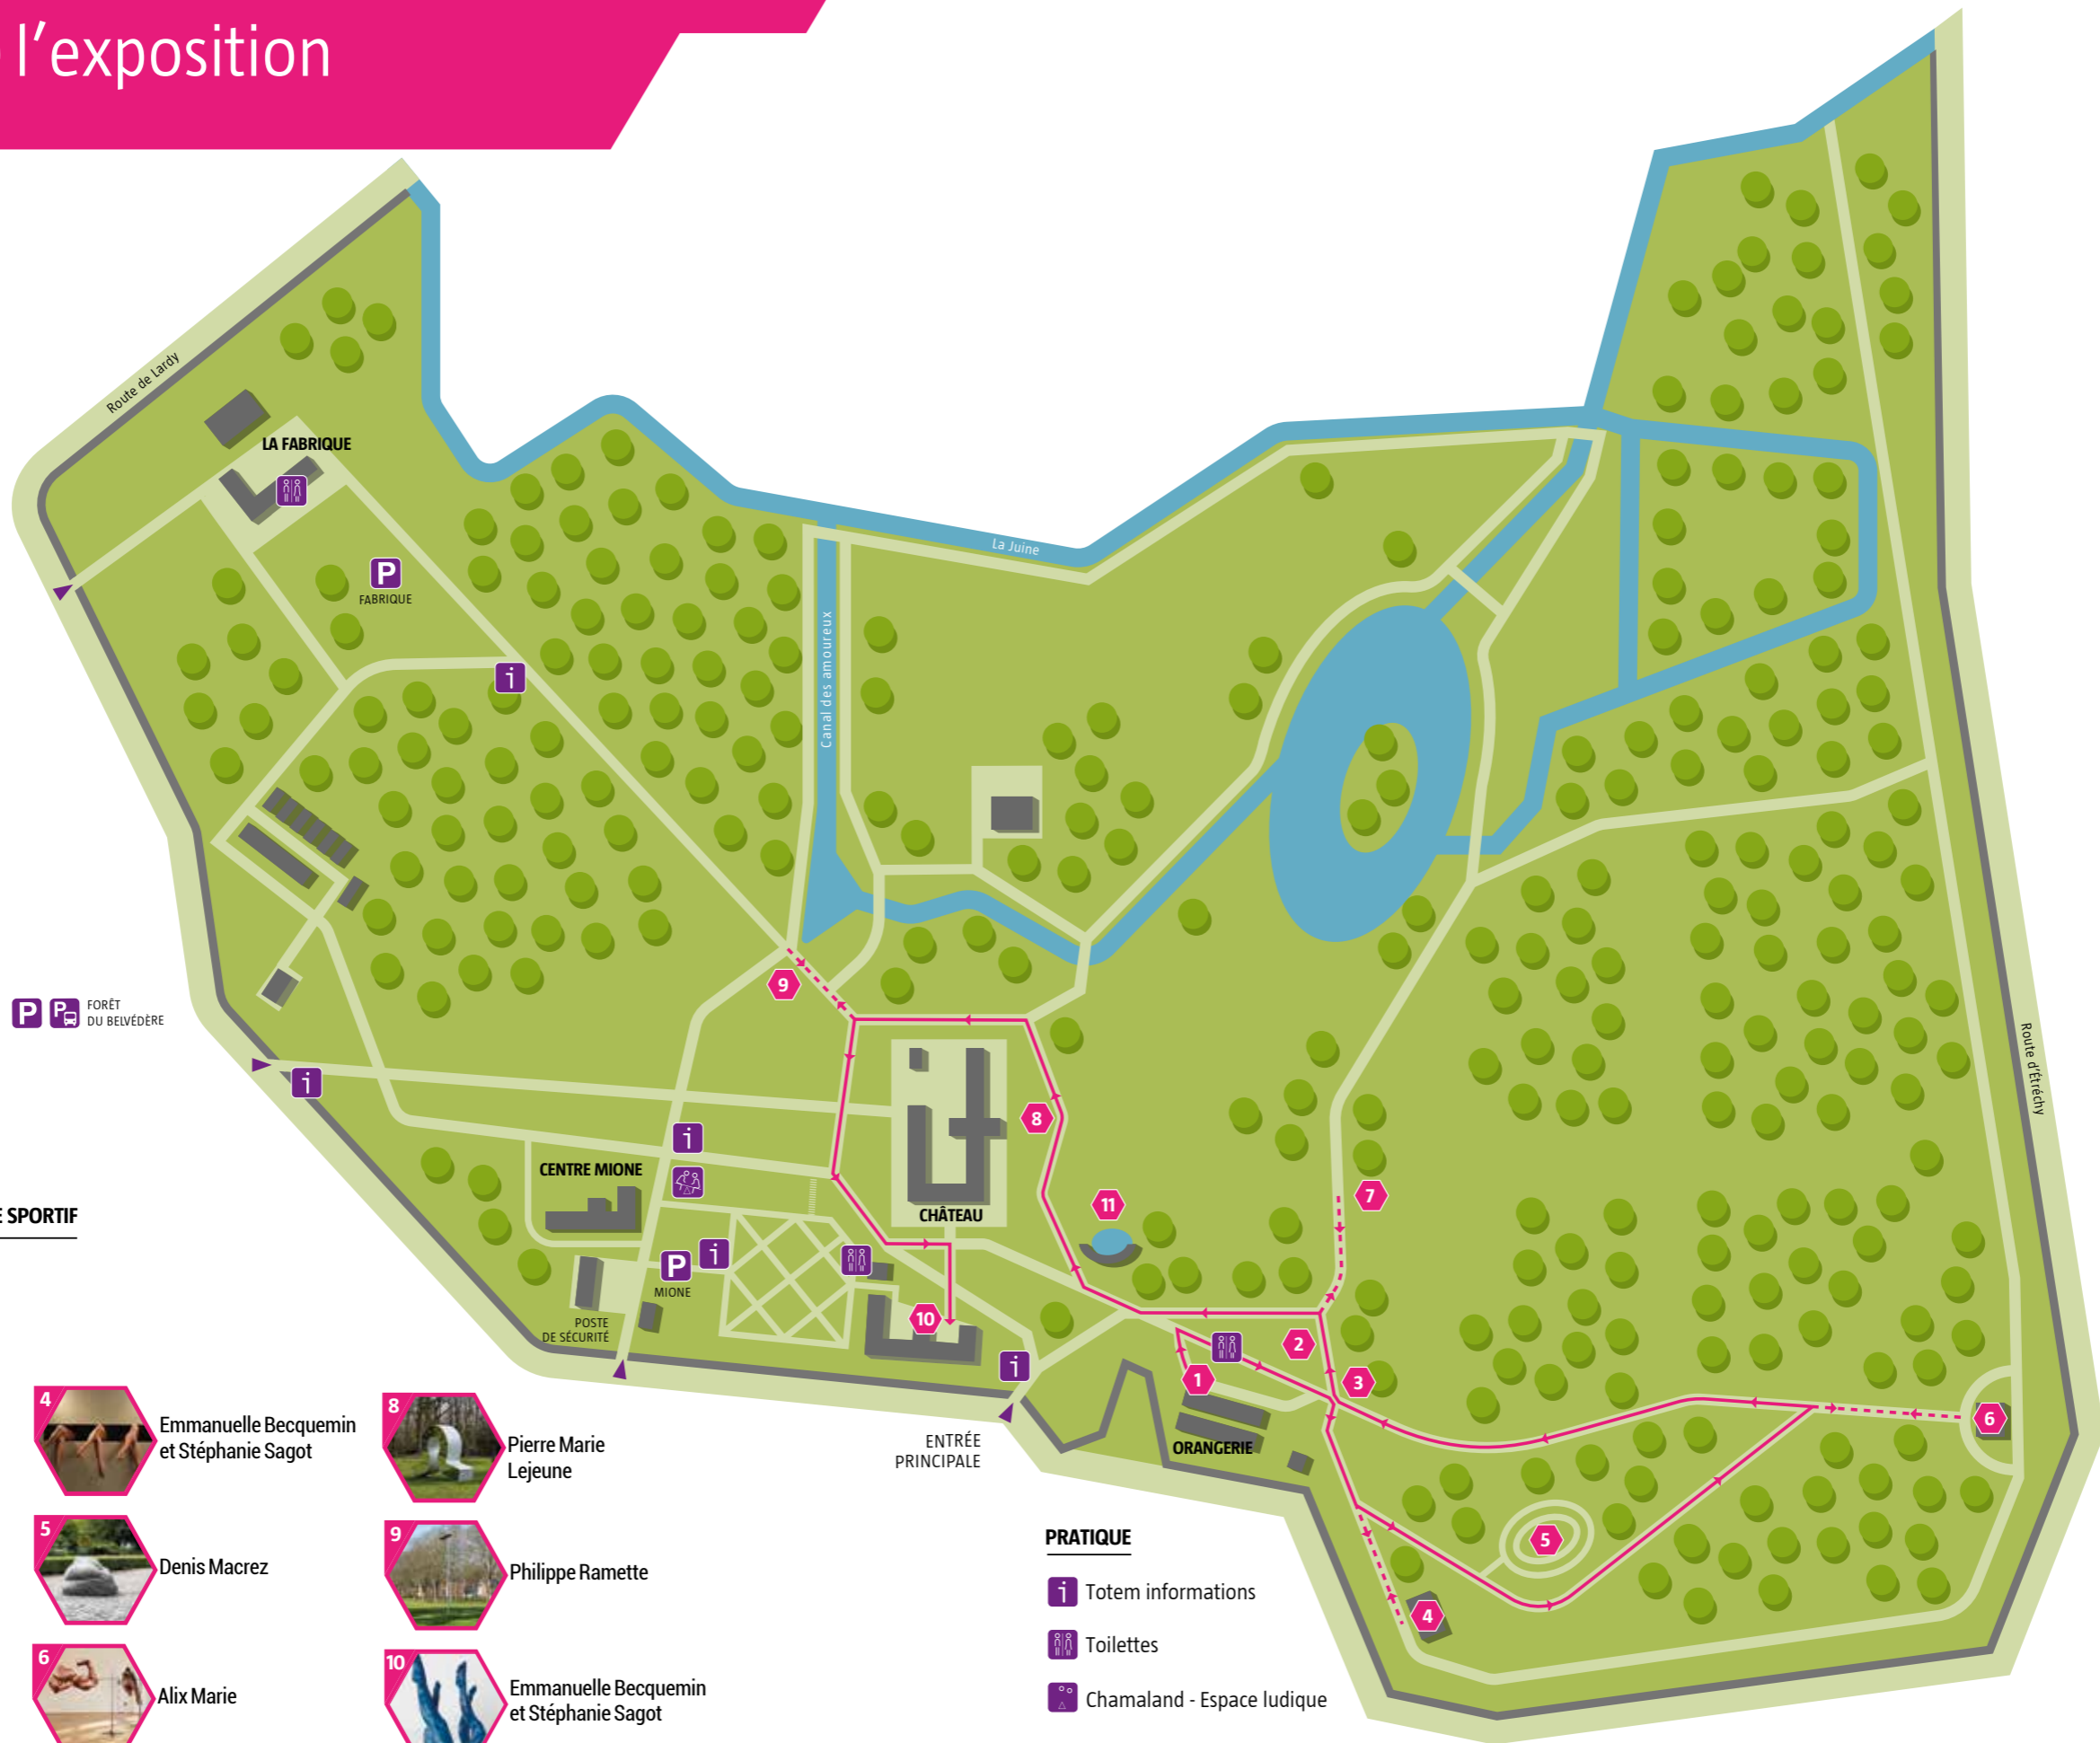 l'exposition
Route de Lardy
LA FABRIQUE
P
FABRIQUE
i
La Juine
Canal des amoureux
Route d'Étréchy
9
P P
FORÊT
DU BELVÉDÈRE
i
8
i
CENTRE MIONE
CHÂTEAU
11
7
E SPORTIF
P
i
MIONE
POSTE
DE SÉCURITÉ
10
i
2
1
3
ORANGERIE
6
ENTRÉE
PRINCIPALE
5
4
4
Emmanuelle Becquemin
et Stéphanie Sagot
5
Denis Macrez
6
Alix Marie
8
Pierre Marie
Lejeune
9
Philippe Ramette
10
Emmanuelle Becquemin
et Stéphanie Sagot
PRATIQUE
i Totem informations
Toilettes
Chamaland - Espace ludique